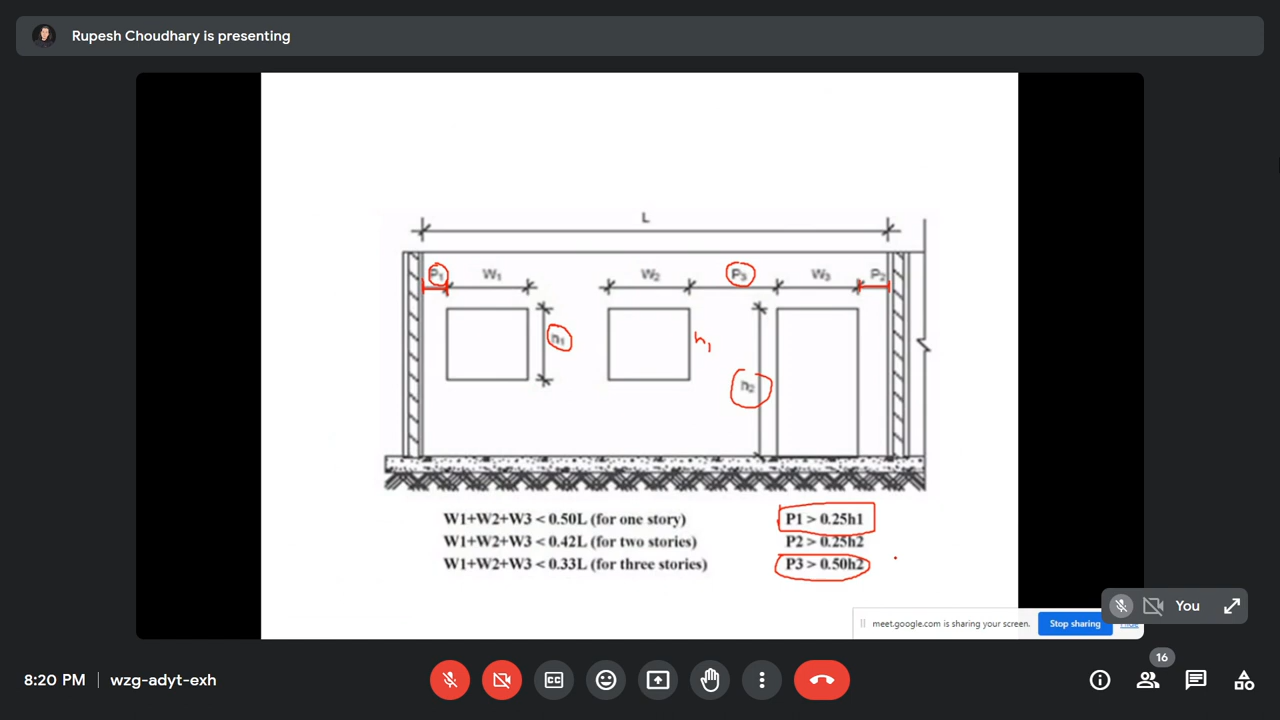 Rupesh Choudhary is presenting
L
P1 W1 W2 P3 W3 P2
h1 h1
h2
W1+W2+W3 < 0.50L (for one story) P1 > 0.25h1
W1+W2+W3 < 0.42L (for two stories) P2 > 0.25h2
W1+W2+W3 < 0.33L (for three stories) P3 > 0.50h2
You
meet.google.com is sharing your screen. Stop sharing Hide
16
8:20 PM | wzg-adyt-exh
CC